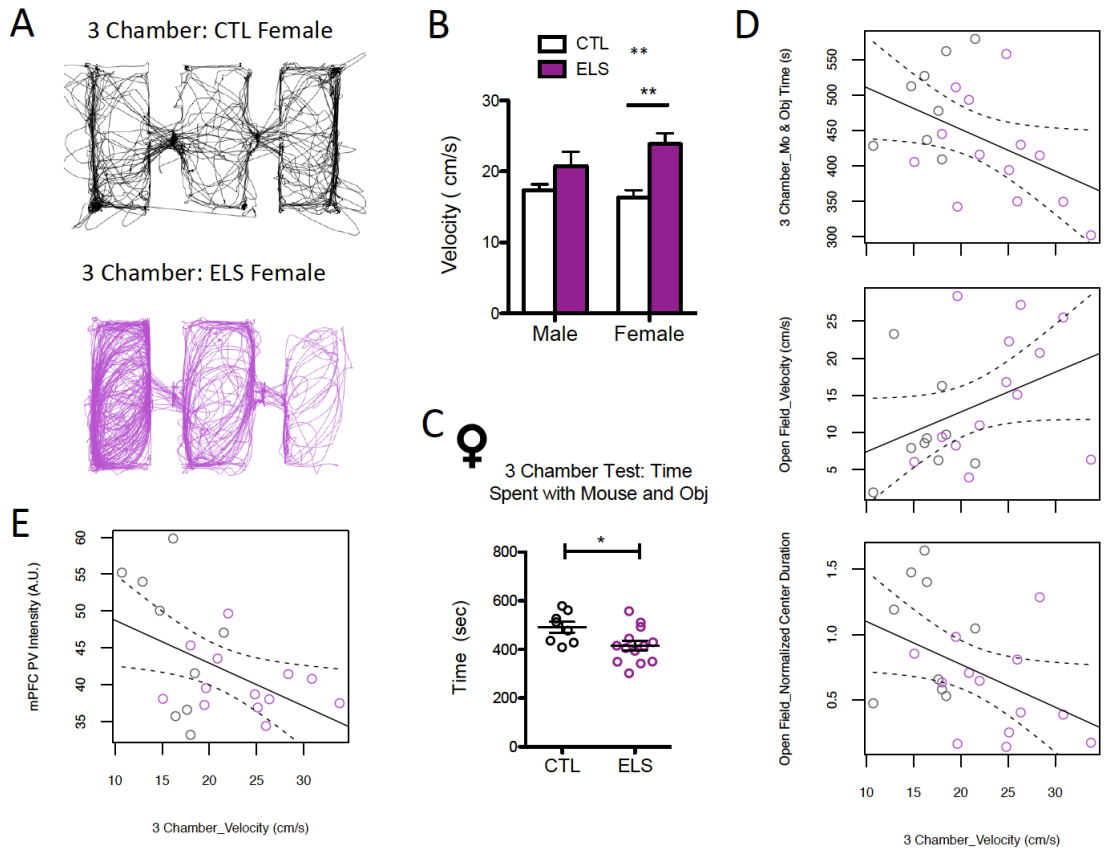 A
3 Chamber: CTL Female
3 Chamber: ELS Female
B
CTL
ELS
**
**
30
20
10
0
Velocity ( cm/s)
Male
Female
C
♀
3 Chamber Test: Time
Spent with Mouse and Obj
*
800
600
400
200
0
Time (sec)
CTL
ELS
D
550
500
450
400
350
300
3 Chamber_Mo & Obj Time (s)
25
20
15
10
5
Open Field_Velocity (cm/s)
1.5
1.0
0.5
Open Field_Normalized Center Duration
10 15 20 25 30
3 Chamber_Velocity (cm/s)
E
60
55
50
45
40
35
mPFC PV Intensity (A.U.)
10 15 20 25 30
3 Chamber_Velocity (cm/s)